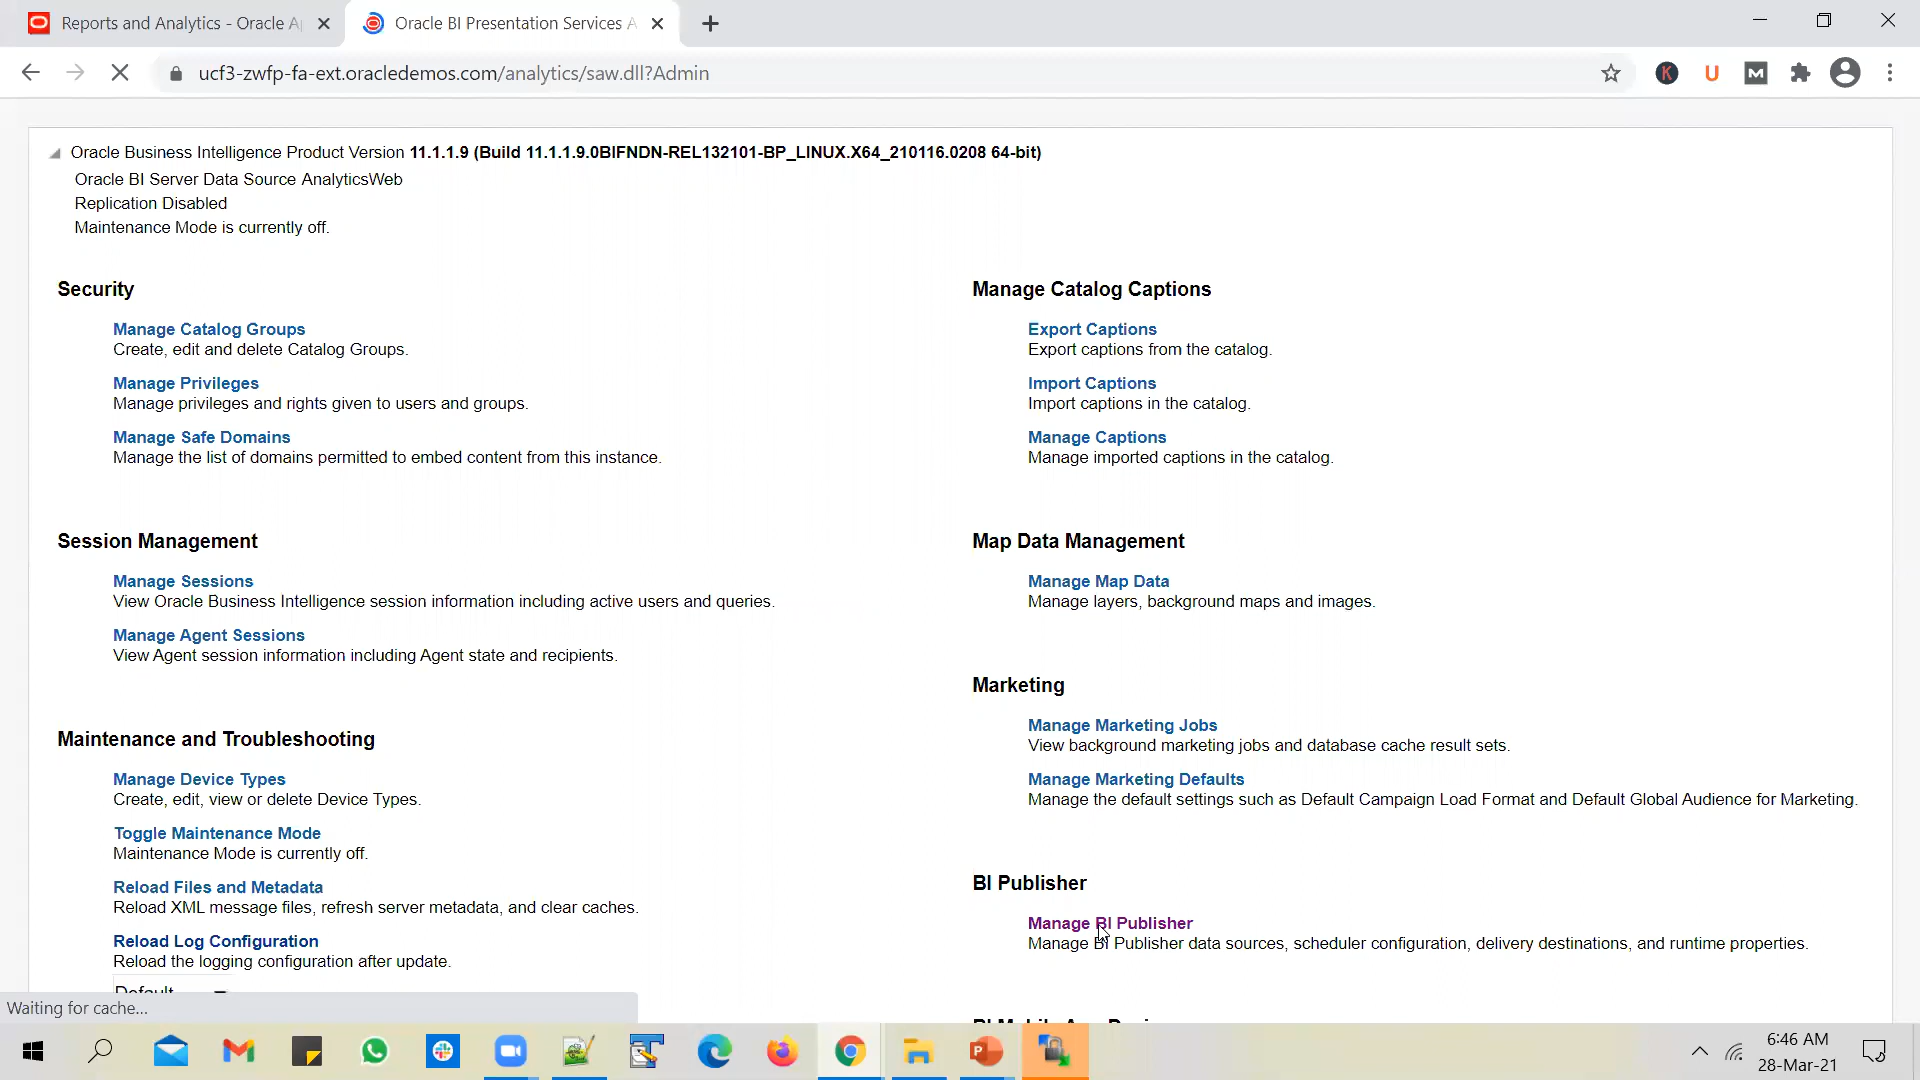 Reports and Analytics - Oracle A
Oracle BI Presentation Services A
ucf3-zwfp-fa-ext.oracledemos.com/analytics/saw.dll?Admin
Oracle Business Intelligence Product Version 11.1.1.9 (Build 11.1.1.9.0BIFNDN-REL132101-BP_LINUX.X64_210116.0208 64-bit)
Oracle BI Server Data Source AnalyticsWeb
Replication Disabled
Maintenance Mode is currently off.
Security
Manage Catalog Groups
Create, edit and delete Catalog Groups.
Manage Privileges
Manage privileges and rights given to users and groups.
Manage Safe Domains
Manage the list of domains permitted to embed content from this instance.
Session Management
Manage Sessions
View Oracle Business Intelligence session information including active users and queries.
Manage Agent Sessions
View Agent session information including Agent state and recipients.
Maintenance and Troubleshooting
Manage Device Types
Create, edit, view or delete Device Types.
Toggle Maintenance Mode
Maintenance Mode is currently off.
Reload Files and Metadata
Reload XML message files, refresh server metadata, and clear caches.
Reload Log Configuration
Reload the logging configuration after update.
Default
Manage Catalog Captions
Export Captions
Export captions from the catalog.
Import Captions
Import captions in the catalog.
Manage Captions
Manage imported captions in the catalog.
Map Data Management
Manage Map Data
Manage layers, background maps and images.
Marketing
Manage Marketing Jobs
View background marketing jobs and database cache result sets.
Manage Marketing Defaults
Manage the default settings such as Default Campaign Load Format and Default Global Audience for Marketing.
BI Publisher
Manage BI Publisher
Manage BI Publisher data sources, scheduler configuration, delivery destinations, and runtime properties.
BI Mobile App
Waiting for cache...
6:46 AM
28-Mar-21